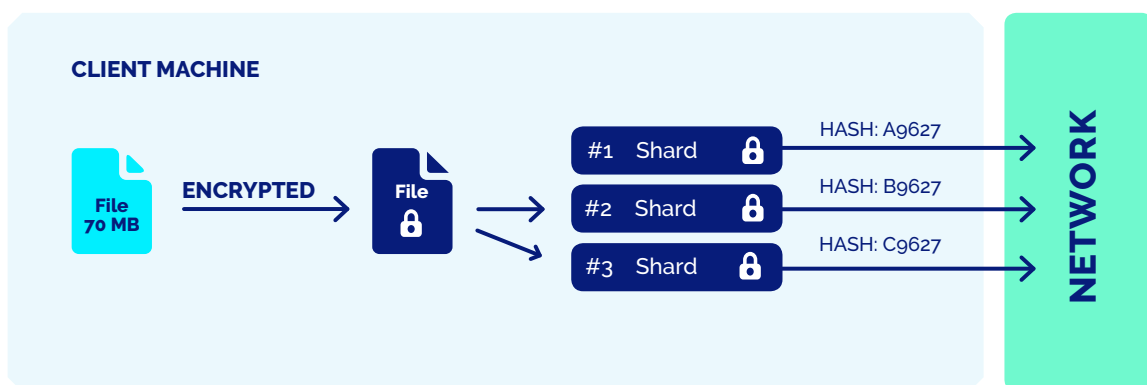 CLIENT MACHINE
File
70 MB
ENCRYPTED
File
#1 Shard
HASH: A9627
#2 Shard
HASH: B9627
#3 Shard
HASH: C9627
NETWORK